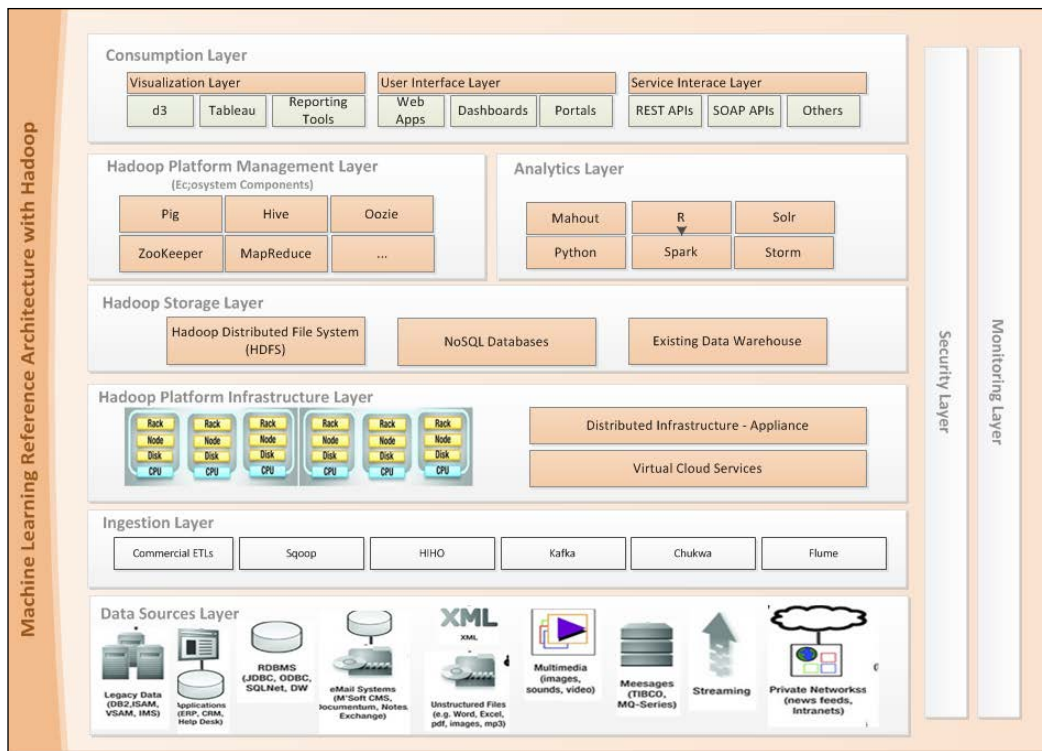 Machine Learning Reference Architecture with Hadoop
Consumption Layer
Visualization Layer
d3
Tableau
Reporting
Tools
User Interface Layer
Web
Apps
Dashboards
Portals
Service Interace Layer
REST APIs
SOAP APIs
Others
Hadoop Platform Management Layer
(Ec;osystem Components)
Pig
Hive
Oozie
ZooKeeper
MapReduce
...
Analytics Layer
Mahout
R
Solr
Python
Spark
Storm
Hadoop Storage Layer
Hadoop Distributed File System
(HDFS)
NoSQL Databases
Existing Data Warehouse
Hadoop Platform Infrastructure Layer
Rack
Node
Disk
CPU
Rack
Node
Disk
CPU
Rack
Node
Disk
CPU
Rack
Node
Disk
CPU
Rack
Node
Disk
CPU
Rack
Node
Disk
CPU
Distributed Infrastructure - Appliance
Virtual Cloud Services
Ingestion Layer
Commercial ETLs
Sqoop
HIHO
Kafka
Chukwa
Flume
Data Sources Layer
Legacy Data
(DB2,ISAM,
VSAM, IMS)
Applications
(ERP, CRM,
Help Desk)
RDBMS
(JDBC, ODBC,
SQLNet, DW
eMail Systems
(M'Soft CMS,
Documentum, Notes,
Exchange)
XML
XML
Unstructured Files
(e.g. Word, Excel,
pdf, images, mp3)
Multimedia
(images,
sounds, video)
Meesages
(TIBCO,
MQ-Series)
Streaming
Private Networkss
(news feeds,
Intranets)
Security Layer
Monitoring Layer